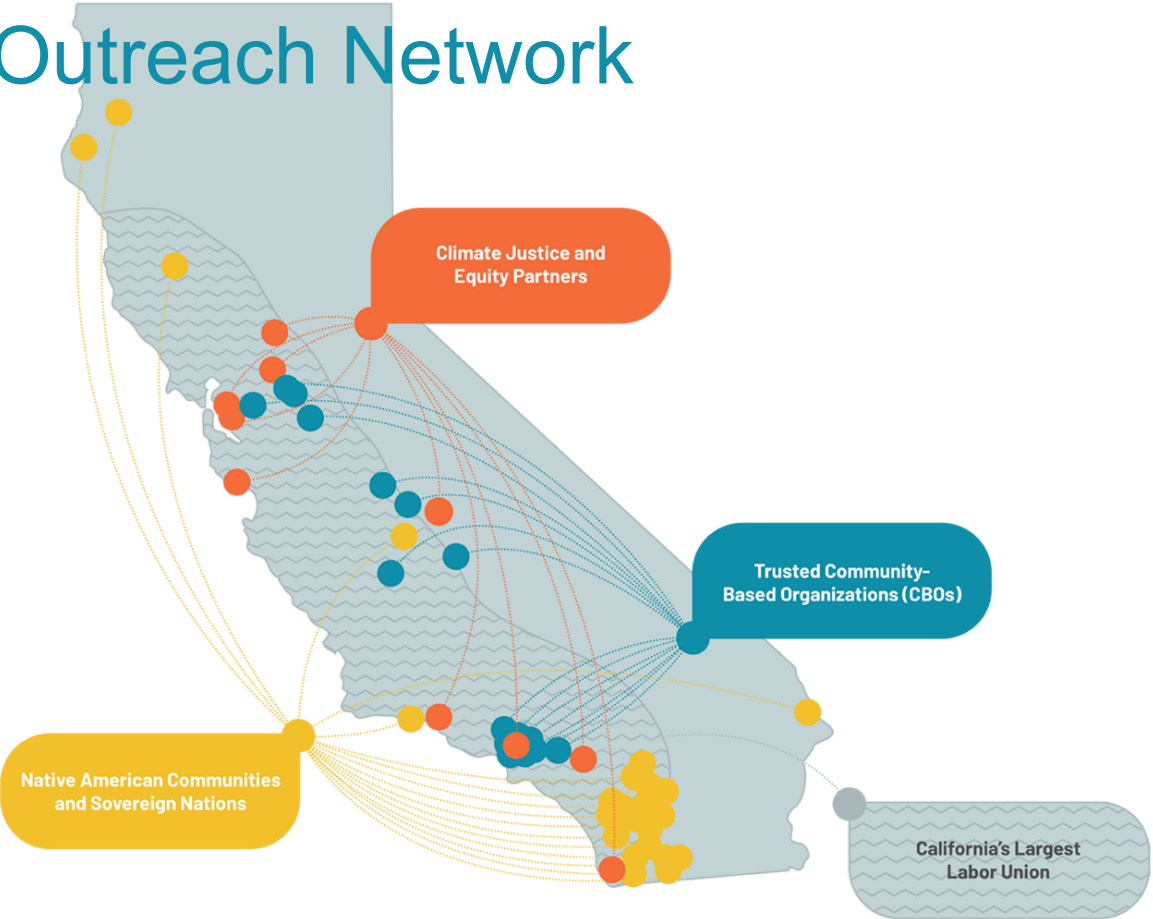 Outreach Network
Climate Justice and
Equity Partners
Trusted Community-
Based Organizations (CBOs)
Native American Communities
and Sovereign Nations
California's Largest
Labor Union